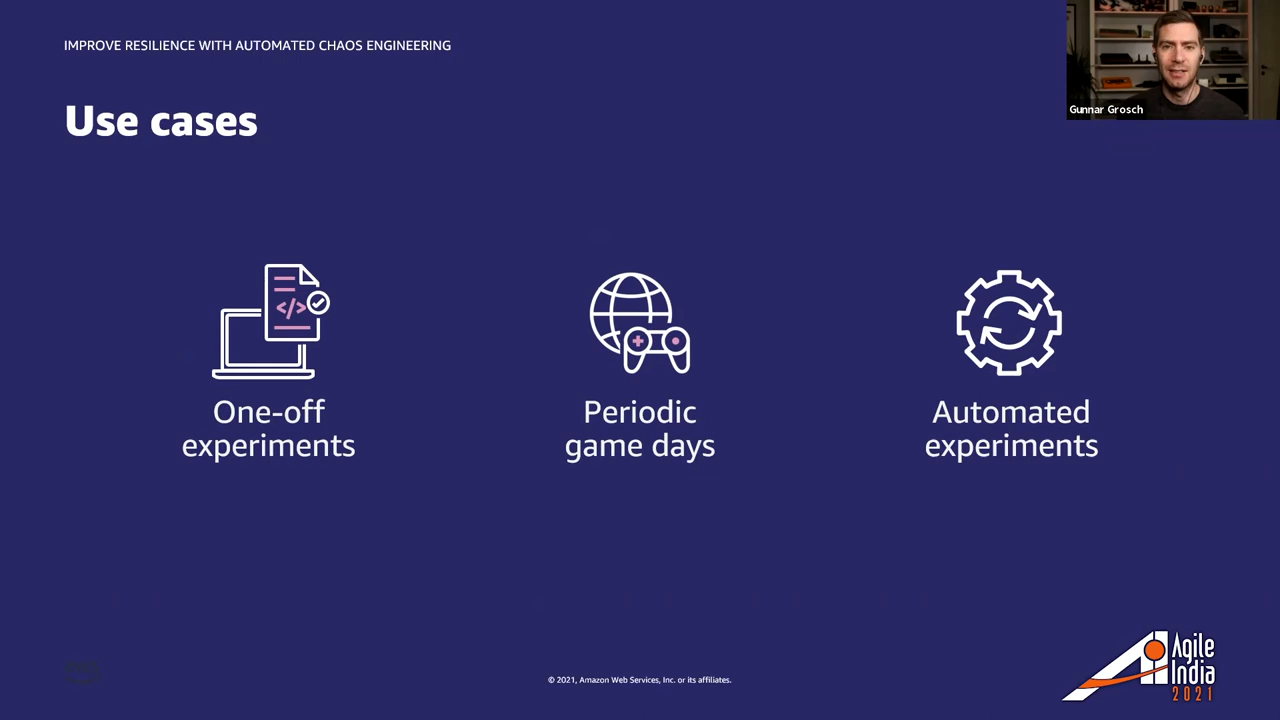 IMPROVE RESILIENCE WITH AUTOMATED CHAOS ENGINEERING
Gunnar Grosch
Use cases
</>
One-off
experiments
Periodic
game days
Automated
experiments
© 2021, Amazon Web Services, Inc. or its affiliates.
Agile
India
2021